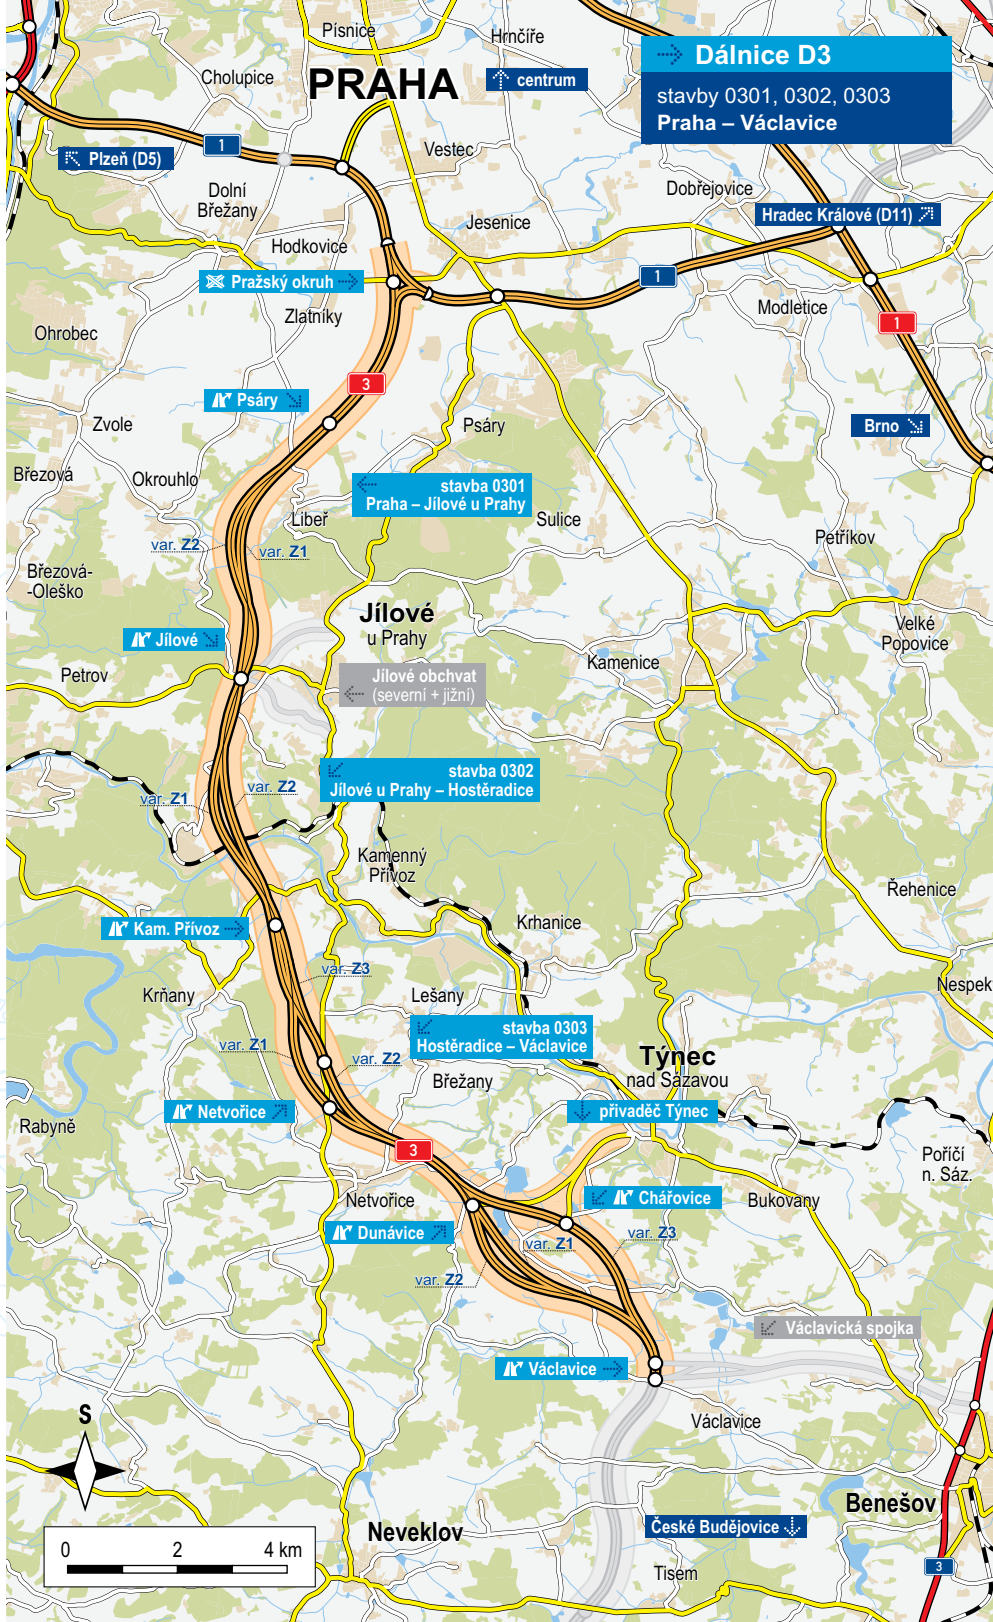 Písnice
Hrnčíře
Cholupice
PRAHA
centrum
Dálnice D3
stavby 0301, 0302, 0303
Praha – Václavice
1
Plzeň (D5)
Vestec
Dolní
Břežany
Dobřejovice
Jesenice
Hradec Králové (D11)
Hodkovice
Pražský okruh
1
Zlatníky
Modletice
Ohrobec
1
3
Psáry
Zvole
Psáry
Brno
Březová
Okrouhlo
stavba 0301
Praha – Jílové u Prahy
Libeř
Sulice
var. Z2
var. Z1
Petříkov
Březová-
-Oleško
Jílové
u Prahy
Velké
Popovice
Jílové
Kamenice
Petrov
Jílové obchvat
(severní + jižní)
stavba 0302
Jílové u Prahy – Hostěradice
var. Z2
var. Z1
Kamenný
Přívoz
Řehenice
Krhanice
Kam. Přívoz
var. Z3
Krňany
Lešany
Nespek
stavba 0303
Hostěradice – Václavice
var. Z1
var. Z2
Týnec
nad Sázavou
Břežany
Netvořice
přivaděč Týnec
Rabyně
3
Poříčí
n. Sáz.
Netvořice
Chářovice
Bukovany
Dunávice
var. Z1
var. Z3
var. Z2
Václavická spojka
Václavice
Václavice
S
Benešov
Neveklov
České Budějovice
0 2 4 km
Tisem
3